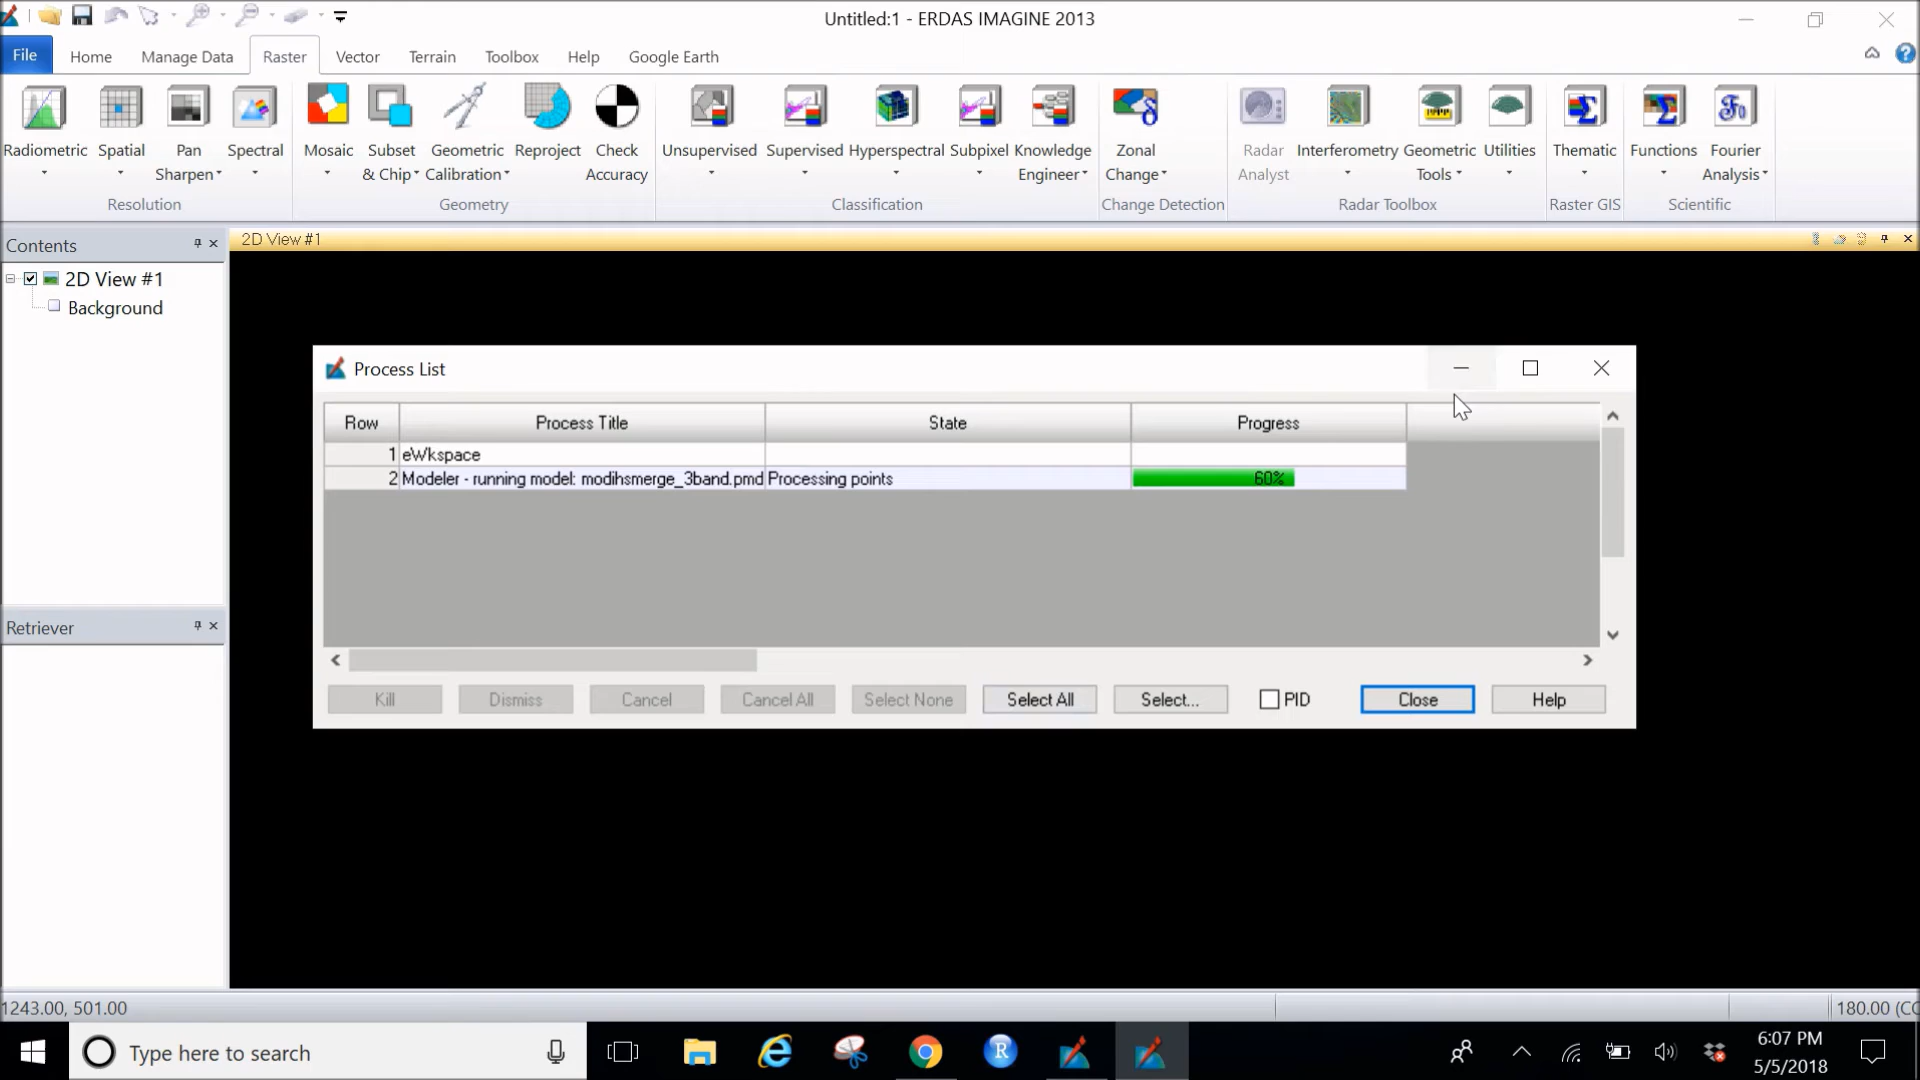 Untitled:1 - ERDAS IMAGINE 2013
File Home Manage Data Raster Vector Terrain Toolbox Help Google Earth
Radiometric Spatial Pan Sharpen Spectral Mosaic Subset & Chip Geometric Calibration Reproject Check Accuracy Unsupervised Supervised Hyperspectral Subpixel Knowledge Engineer Zonal Change Radar Analyst Interferometry Geometric Tools Utilities Thematic Functions Fourier Analysis
Resolution Geometry Classification Change Detection Radar Toolbox Raster GIS Scientific
Contents
2D View #1
2D View #1
Background
Process List
Row Process Title State Progress
1 eWkspace
2 Modeler - running model: modihsmerge_3band.pmd Processing points 60%
Retriever
Kill Dismiss Cancel Cancel All Select None Select All Select... PID Close Help
1243.00, 501.00
180.00 (CC
Type here to search
6:07 PM
5/5/2018